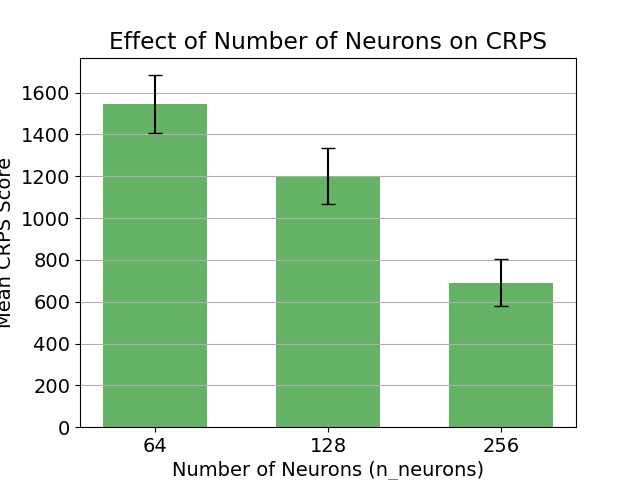 Effect of Number of Neurons on CRPS
Mean CRPS Score
1600
1400
1200
1000
800
600
400
200
0
64 128 256
Number of Neurons (n_neurons)